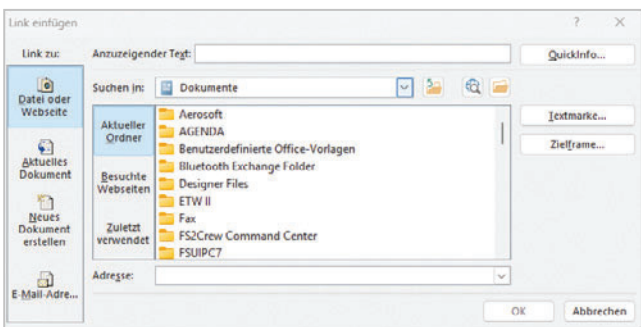 Link einfügen
?
Link zu:
Anzuzeigender Text:
QuickInfo...
Datei oder
Webseite
Suchen in:
Dokumente
Textmarke...
Aktueller
Ordner
Aerosoft
AGENDA
Benutzerdefinierte Office-Vorlagen
Zielframe...
Aktuelles
Dokument
Besuchte
Webseiten
Bluetooth Exchange Folder
Designer Files
ETW II
Neues
Dokument
erstellen
Zuletzt
verwendet
Fax
FS2Crew Command Center
FSUIPC7
E-Mail-Adre...
Adresse:
OK
Abbrechen